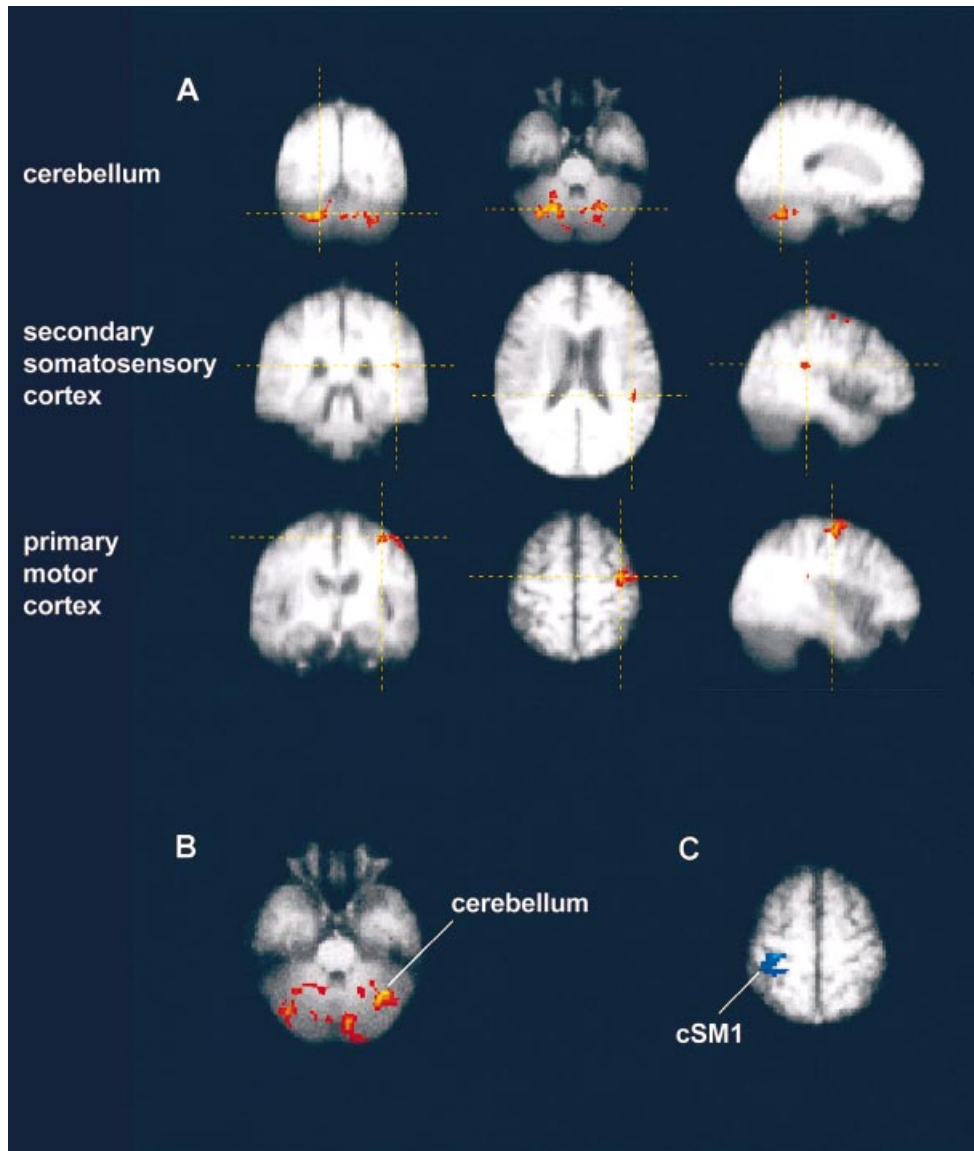 A
cerebellum
secondary
somatosensory
cortex
primary
motor
cortex
B
cerebellum
C
cSM1